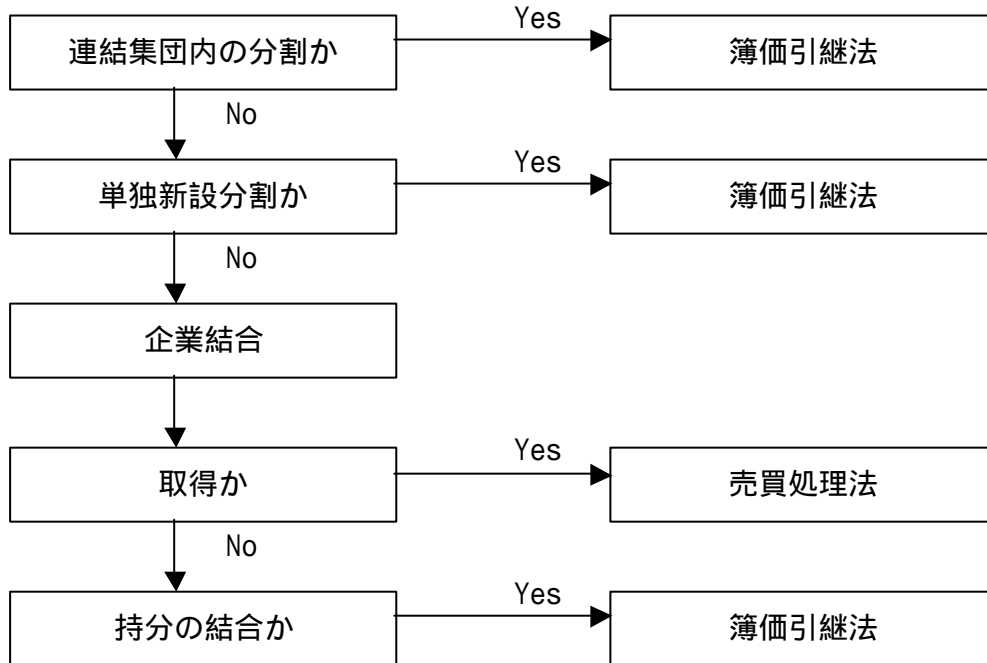 連結集団内の分割か
Yes
簿価引継法
No
単独新設分割か
Yes
簿価引継法
No
企業結合
取得か
Yes
売買処理法
No
持分の結合か
Yes
簿価引継法